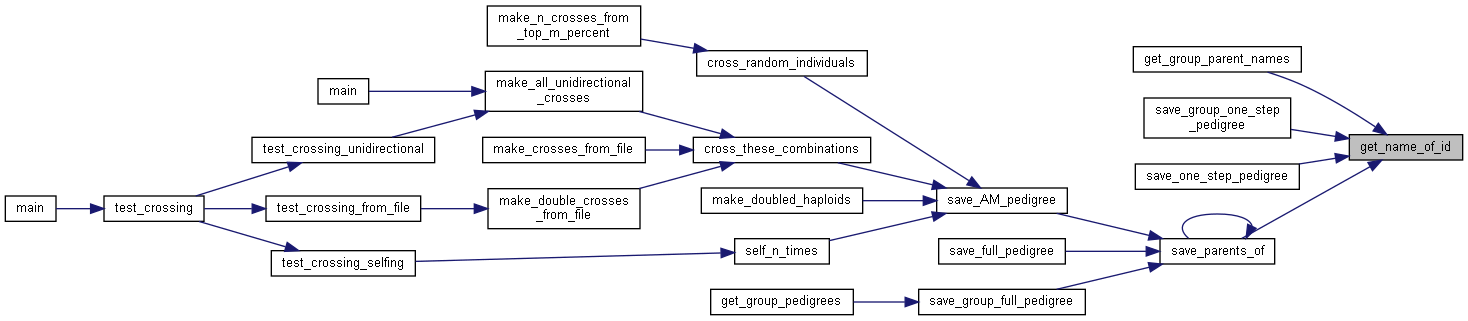 make_n_crosses_from
_top_m_percent
cross_random_individuals
get_group_parent_names
main
make_all_unidirectional
_crosses
save_group_one_step
_pedigree
test_crossing_unidirectional
make_crosses_from_file
cross_these_combinations
get_name_of_id
save_one_step_pedigree
main
test_crossing
test_crossing_from_file
make_double_crosses
_from_file
make_doubled_haploids
save_AM_pedigree
test_crossing_selfing
self_n_times
save_full_pedigree
save_parents_of
get_group_pedigrees
save_group_full_pedigree